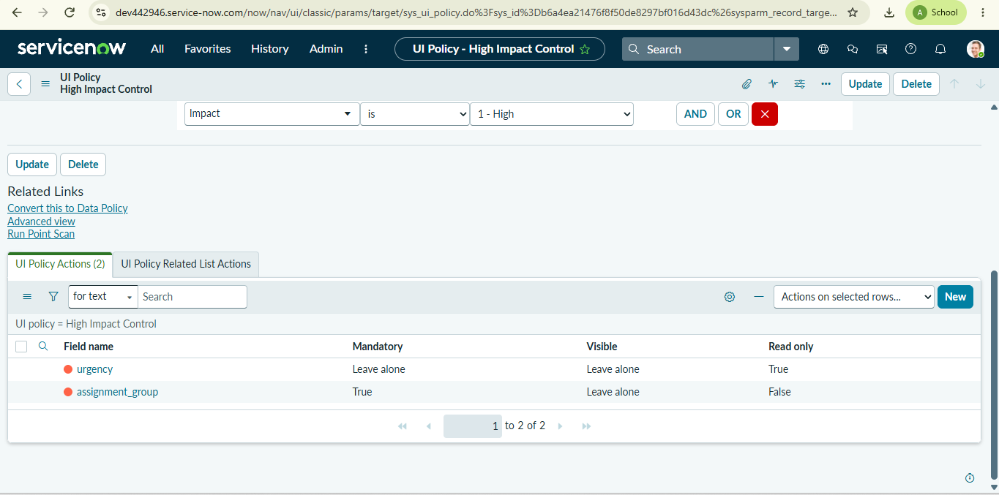 dev442946.service-now.com/now/nav/ui/classic/params/target/sys_ui_policy.do%3Fsys_id%3Db6a4ea21476f8f50de8297bf016d43dc%26sysparm_record_targe...
A School
servicenow All Favorites History Admin UI Policy - High Impact Control Search
UI Policy
High Impact Control
Update Delete
Impact is 1 - High AND OR
Update Delete
Related Links
Convert this to Data Policy
Advanced view
Run Point Scan
UI Policy Actions (2) UI Policy Related List Actions
for text Search Actions on selected rows... New
UI policy = High Impact Control
Field name Mandatory Visible Read only
urgency Leave alone Leave alone True
assignment_group True Leave alone False
1 to 2 of 2